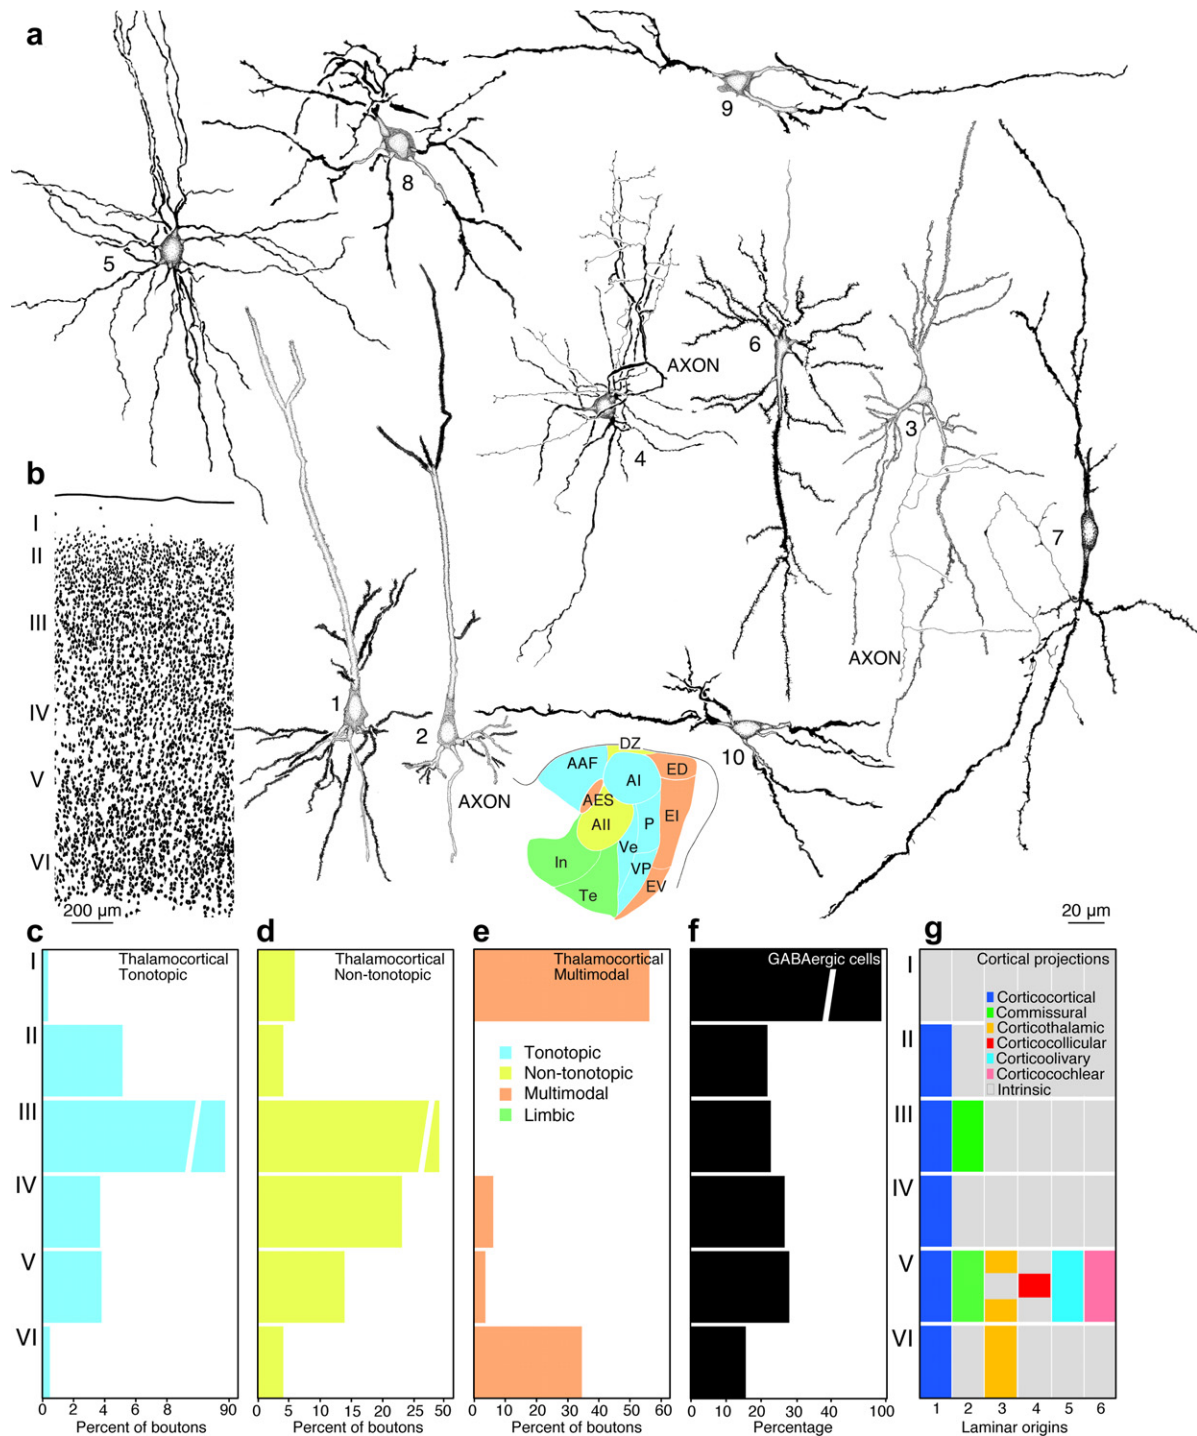 a
9
8
5
AXON
6
4
3
7
AXON
b
I
II
III
IV
V
VI
200 µm
1
2
AXON
10
DZ
AAF
AI
ED
AES
AII
P
EI
Ve
In
VP
EV
Te
20 µm
c
Thalamocortical
Tonotopic
I
II
III
IV
V
VI
0 2 4 6 8 90
Percent of boutons
d
Thalamocortical
Non-tonotopic
0 5 15 25 50
Percent of boutons
e
Thalamocortical
Multimodal
Tonotopic
Non-tonotopic
Multimodal
Limbic
0 10 20 30 40 50 60
Percent of boutons
f
GABAergic cells
0 10 20 30 40 100
Percentage
g
Cortical projections
Corticocortical
Commissural
Corticothalamic
Corticocollicular
Corticoolivary
Corticocochlear
Intrinsic
I
II
III
IV
V
VI
1 2 3 4 5 6
Laminar origins